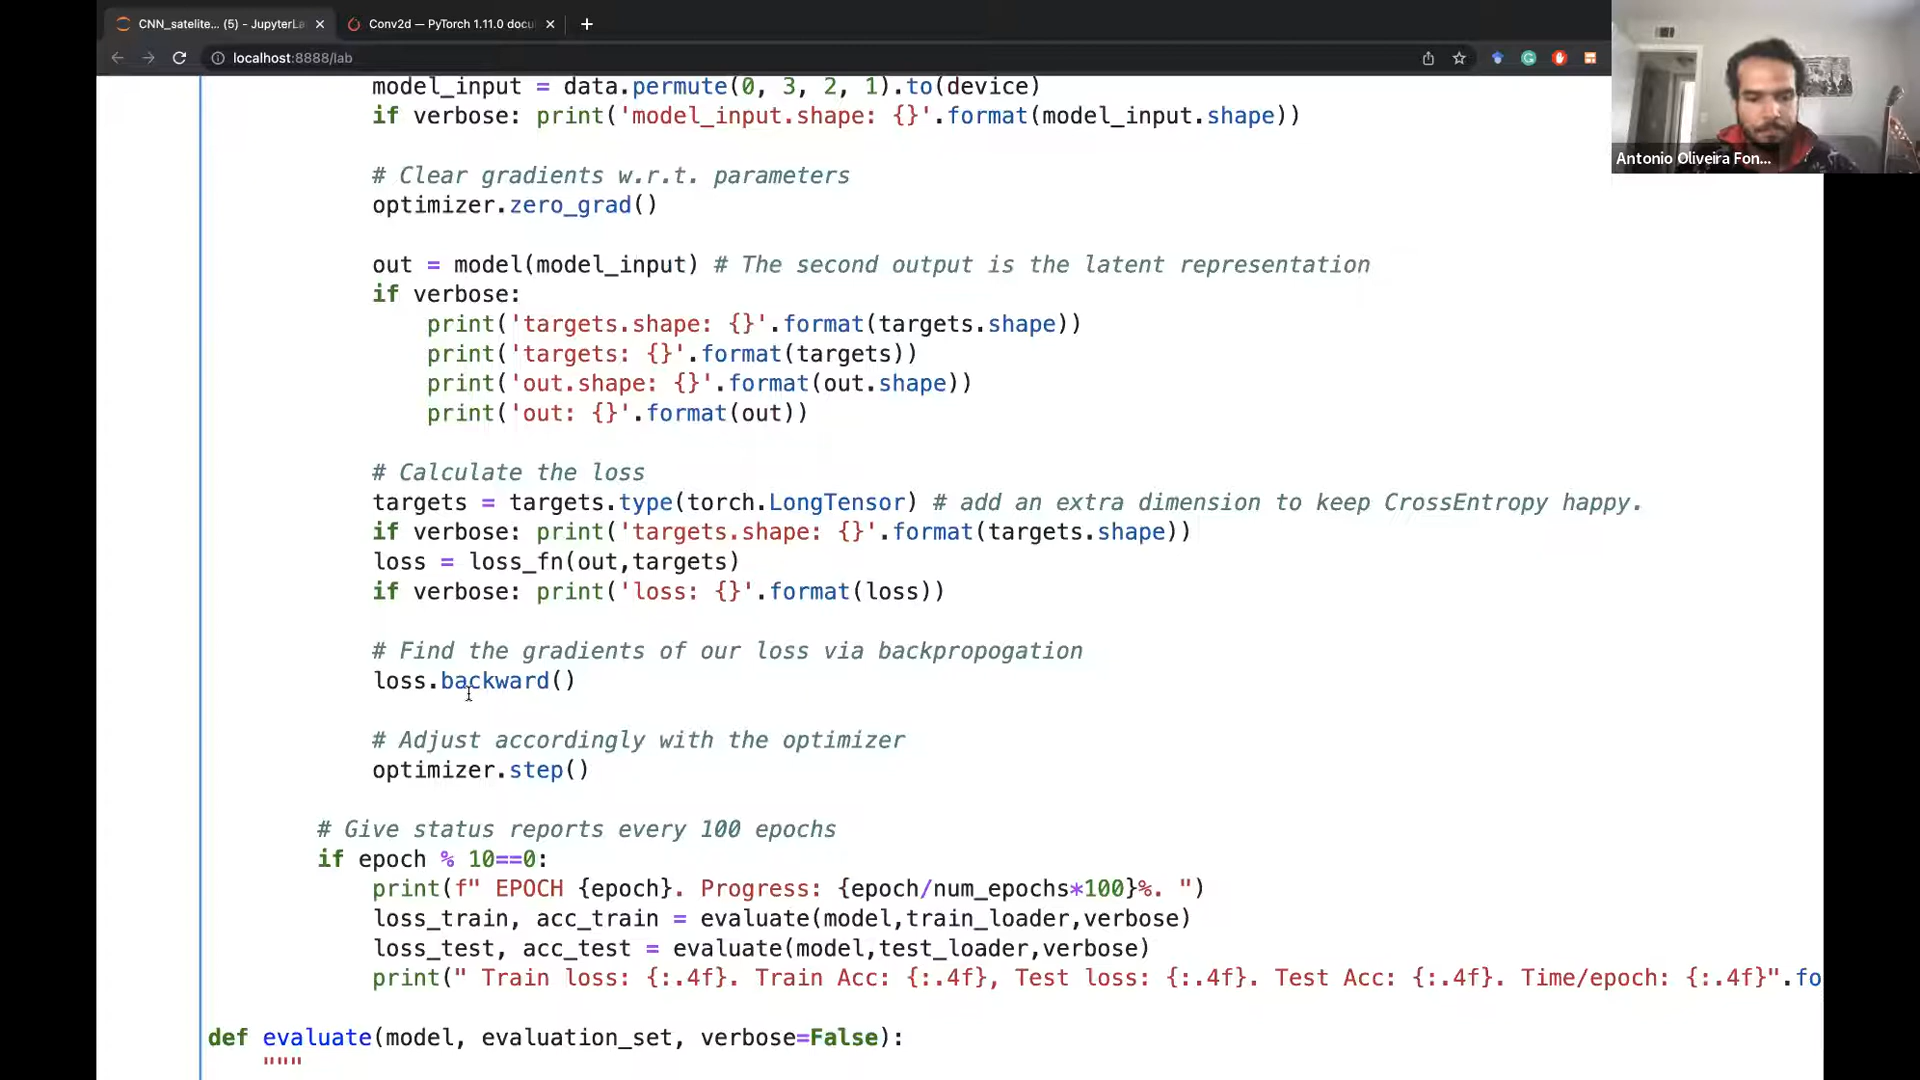 CNN_satelite... (5) - JupyterLa
Conv2d — PyTorch 1.11.0 docu
localhost:8888/lab
model_input = data.permute(0, 3, 2, 1).to(device)
if verbose: print('model_input.shape: {}'.format(model_input.shape))
# Clear gradients w.r.t. parameters
optimizer.zero_grad()
out = model(model_input) # The second output is the latent representation
if verbose:
print('targets.shape: {}'.format(targets.shape))
print('targets: {}'.format(targets))
print('out.shape: {}'.format(out.shape))
print('out: {}'.format(out))
# Calculate the loss
targets = targets.type(torch.LongTensor) # add an extra dimension to keep CrossEntropy happy.
if verbose: print('targets.shape: {}'.format(targets.shape))
loss = loss_fn(out,targets)
if verbose: print('loss: {}'.format(loss))
# Find the gradients of our loss via backpropogation
loss.backward()
# Adjust accordingly with the optimizer
optimizer.step()
# Give status reports every 100 epochs
if epoch % 10==0:
print(f" EPOCH {epoch}. Progress: {epoch/num_epochs*100}%. ")
loss_train, acc_train = evaluate(model,train_loader,verbose)
loss_test, acc_test = evaluate(model,test_loader,verbose)
print(" Train loss: {:.4f}. Train Acc: {:.4f}, Test loss: {:.4f}. Test Acc: {:.4f}. Time/epoch: {:.4f}".fo
def evaluate(model, evaluation_set, verbose=False):
"""
Antonio Oliveira Fon...